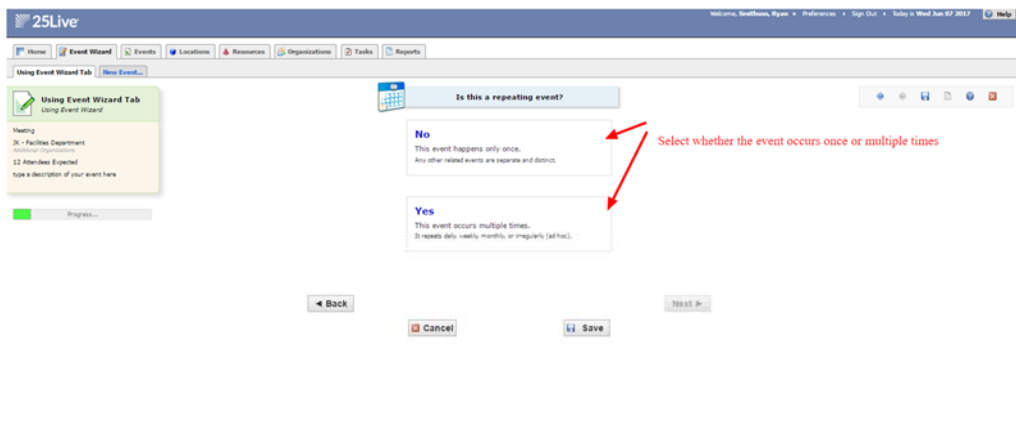 25Live
Welcome, Smithson, Ryan • Preferences • Sign Out • Today is Wed Jun 07 2017
Help
Home
Event Wizard
Events
Locations
Resources
Organizations
Tasks
Reports
Using Event Wizard Tab
New Event...
Using Event Wizard Tab
Using Event Wizard
Meeting
JK - Facilities Department
Additional Organizations
12 Attendees Expected
type a description of your event here
Progress...
Is this a repeating event?
No
This event happens only once.
Any other related events are separate and distinct.
Yes
This event occurs multiple times.
It repeats daily, weekly, monthly, or irregularly (ad hoc).
Select whether the event occurs once or multiple times
Back
Next
Cancel
Save